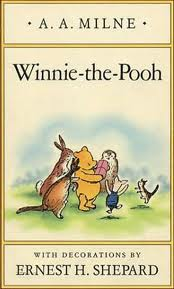 A. A. MILNE
Winnie-the-Pooh
WITH DECORATIONS BY
ERNEST H. SHEPARD